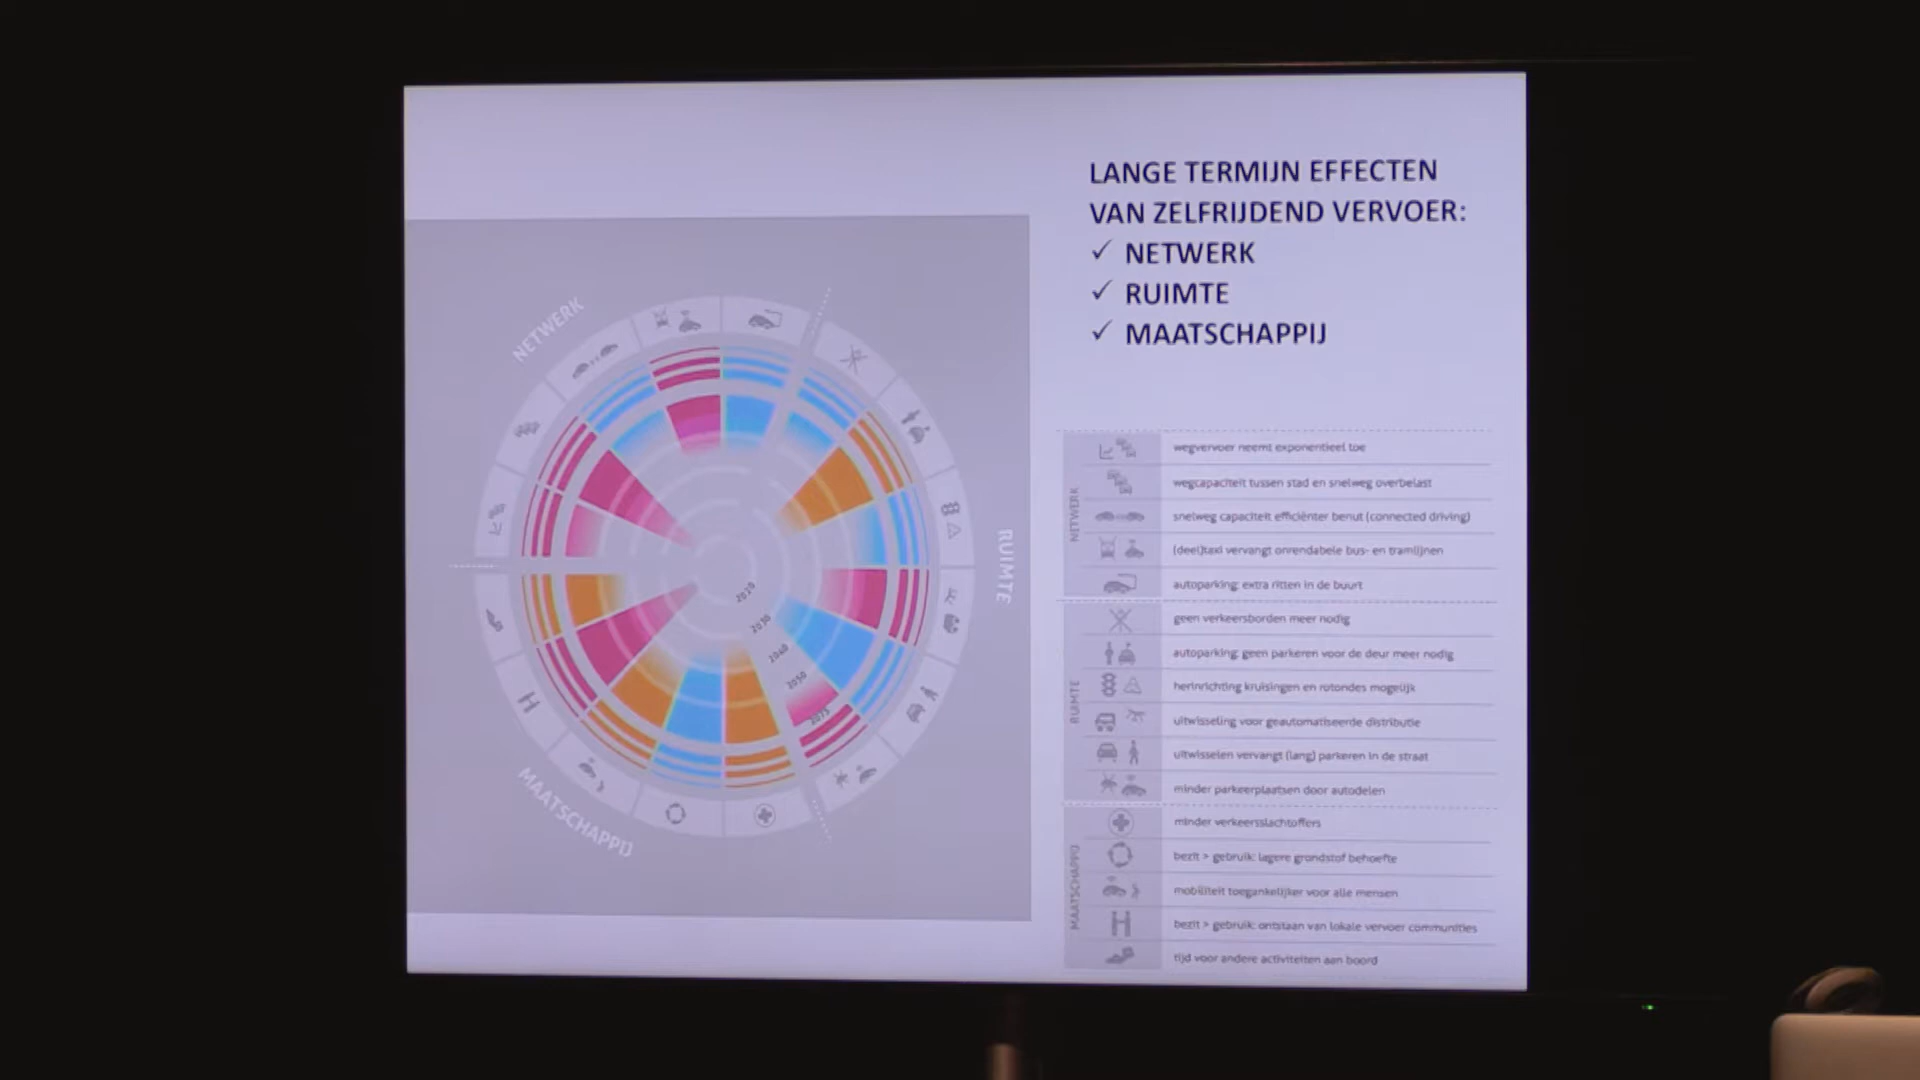 LANGE TERMIJN EFFECTEN
VAN ZELFRIJDEND VERVOER:
✓ NETWERK
✓ RUIMTE
✓ MAATSCHAPPIJ
NETWERK
RUIMTE
MAATSCHAPPIJ
2020
2030
2040
2050
2075
NETWERK
wegvervoer neemt exponentieel toe
wegcapaciteit tussen stad en snelweg overbelast
snelweg capaciteit efficiënter benut (connected driving)
(deel)taxi vervangt onrendabele bus- en tramlijnen
autoparking: extra ritten in de buurt
RUIMTE
geen verkeersborden meer nodig
autoparking: geen parkeren voor de deur meer nodig
herinrichting kruisingen en rotondes mogelijk
uitwisseling voor geautomatiseerde distributie
uitwisselen vervangt (lang) parkeren in de straat
minder parkeerplaatsen door autodelen
MAATSCHAPPIJ
minder verkeersslachtoffers
bezit > gebruik: lagere grondstof behoefte
mobiliteit toegankelijker voor alle mensen
bezit > gebruik: ontstaan van lokale vervoer communities
tijd voor andere activiteiten aan boord